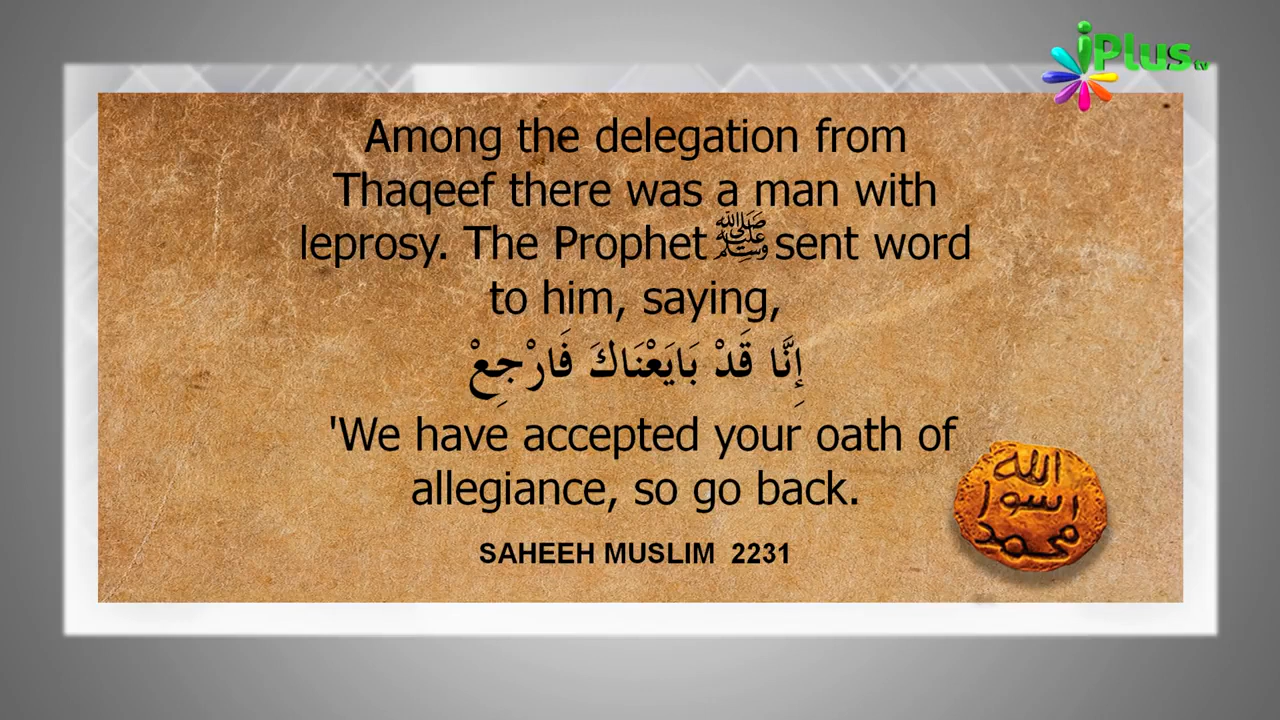 iPlus tv
Among the delegation from
Thaqeef there was a man with
leprosy. The Prophet ﷺ sent word
to him, saying,
إِنَّا قَدْ بَايَعْنَاكَ فَارْجِعْ
'We have accepted your oath of
allegiance, so go back.
SAHEEH MUSLIM 2231
الله
رسول
محمد